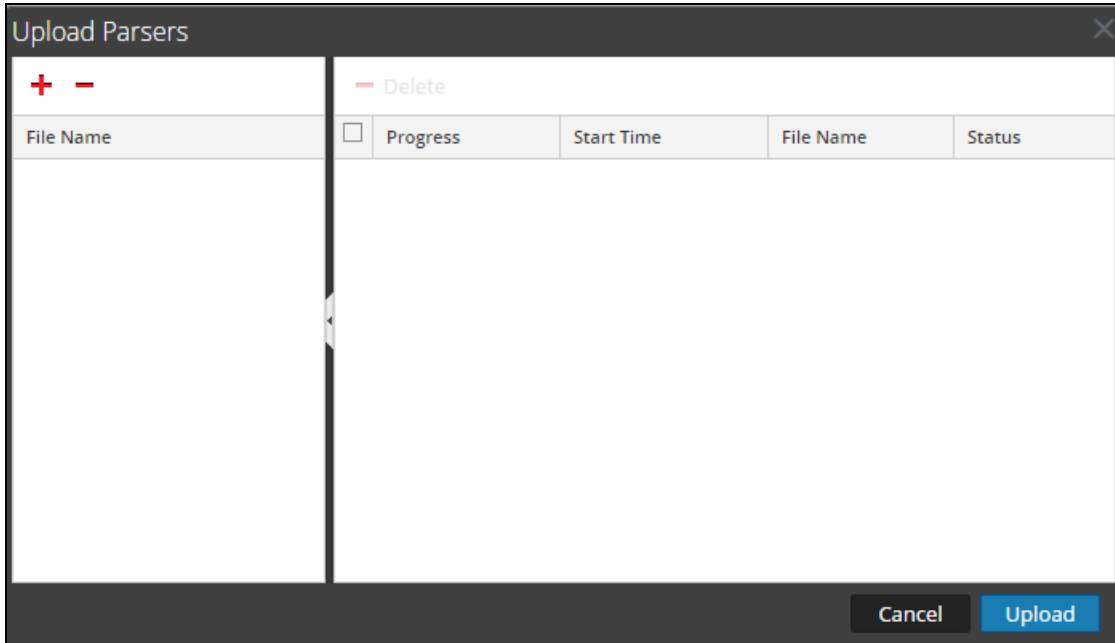 Upload Parsers
Delete
File Name
Progress Start Time File Name Status
Cancel Upload